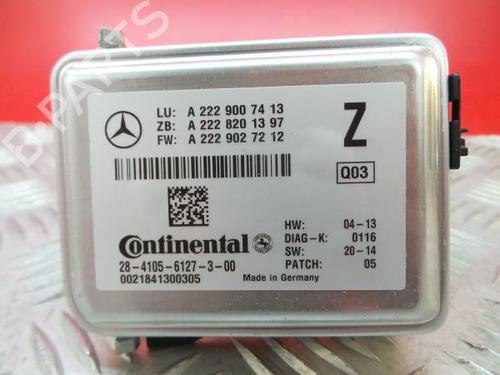 LU: A 222 900 74 13
ZB: A 222 820 13 97
FW: A 222 902 72 12
Z
Q03
Continental
28-4105-6127-3-00
0021841300305
HW: 04-13
DIAG-K: 0116
SW: 20-14
PATCH: 05
Made in Germany
B-PARTS